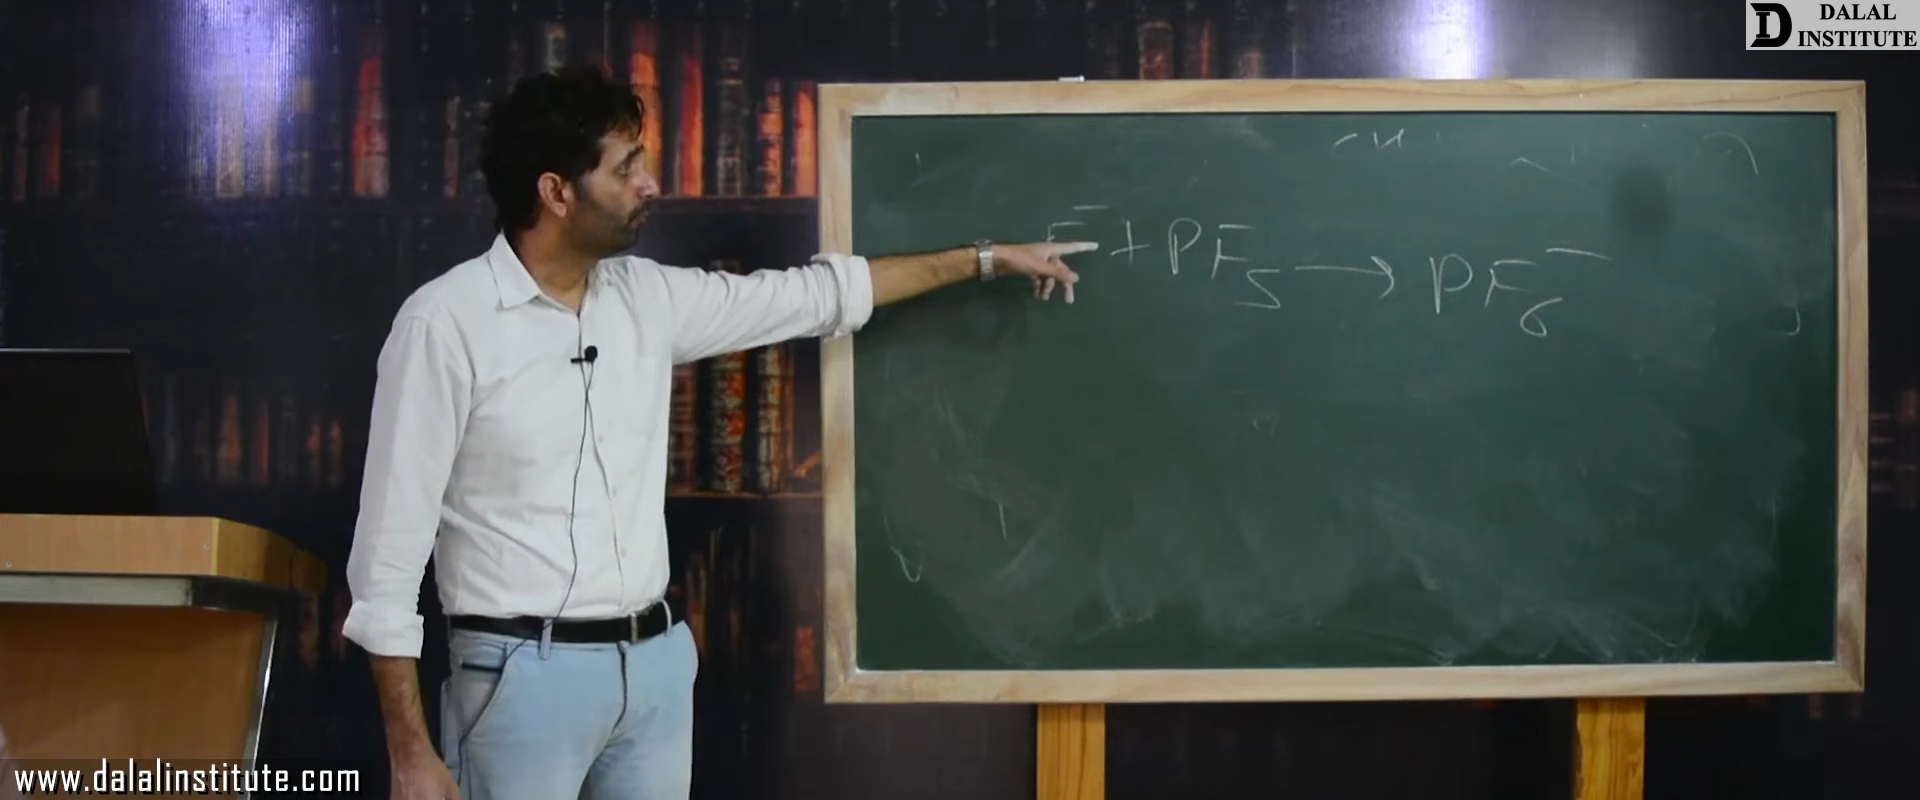 DALAL
INSTITUTE
F⁻ + PF₅ → PF₆⁻
www.dalalinstitute.com